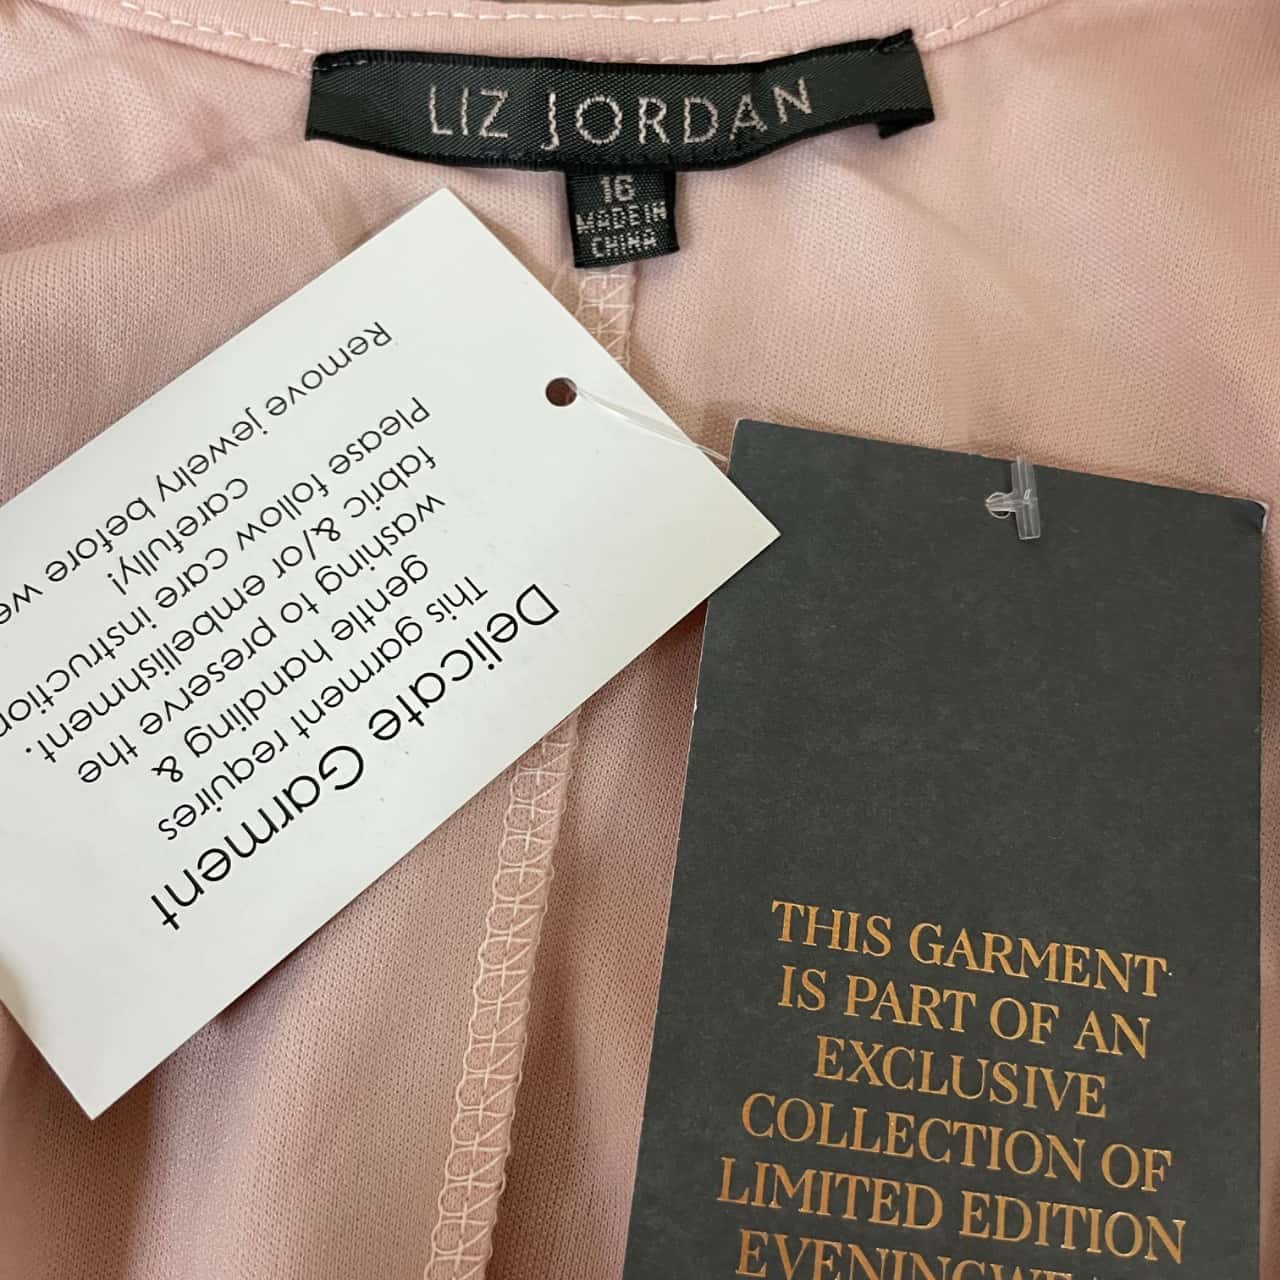 LIZ JORDAN
16
MADE IN
CHINA
Delicate Garment
This garment requires
gentle handling &
washing to preserve the
fabric &/or embellishment.
Please follow care
carefully!
Remove jewelry before
THIS GARMENT
IS PART OF AN
EXCLUSIVE
COLLECTION OF
LIMITED EDITION